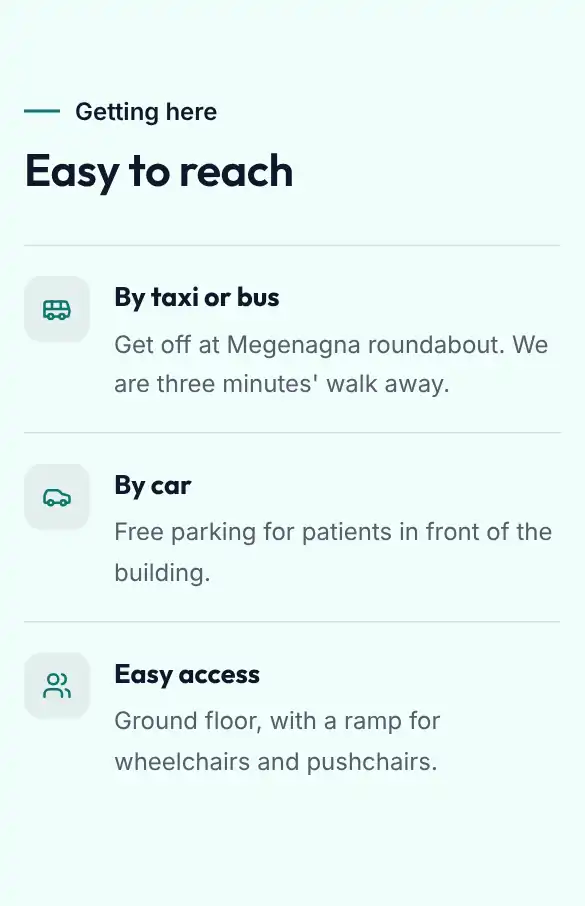 Getting here
Easy to reach
By taxi or bus
Get off at Megenagna roundabout. We
are three minutes' walk away.
By car
Free parking for patients in front of the
building.
Easy access
Ground floor, with a ramp for
wheelchairs and pushchairs.